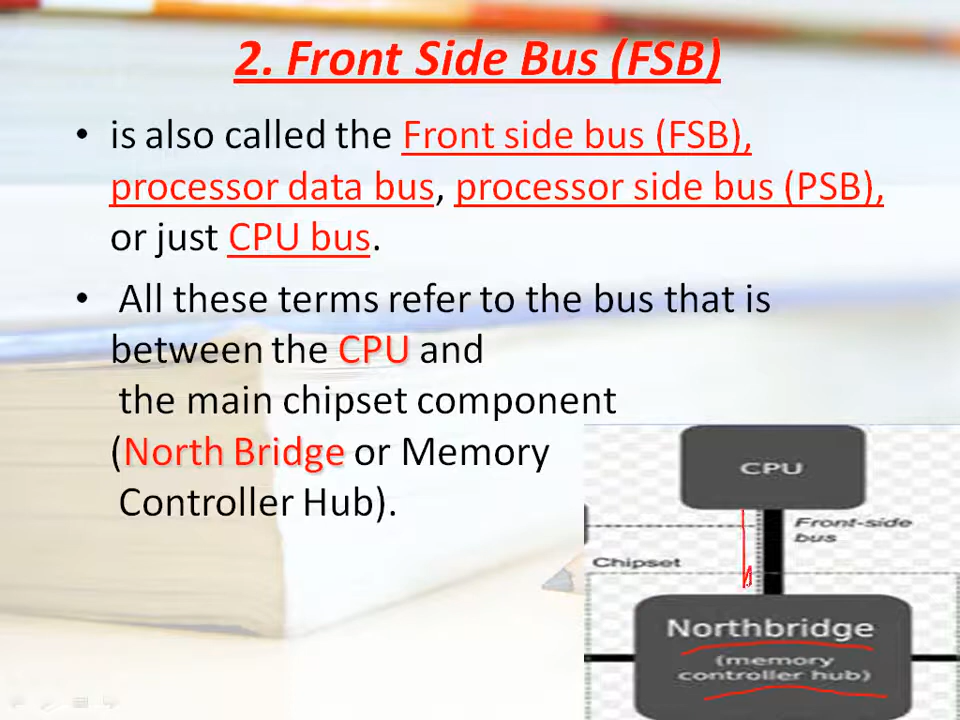 2. Front Side Bus (FSB)
• is also called the Front side bus (FSB),
processor data bus, processor side bus (PSB),
or just CPU bus.
• All these terms refer to the bus that is
between the CPU and
the main chipset component
(North Bridge or Memory
Controller Hub).
CPU
Front-side
bus
Chipset
Northbridge
(memory
controller hub)